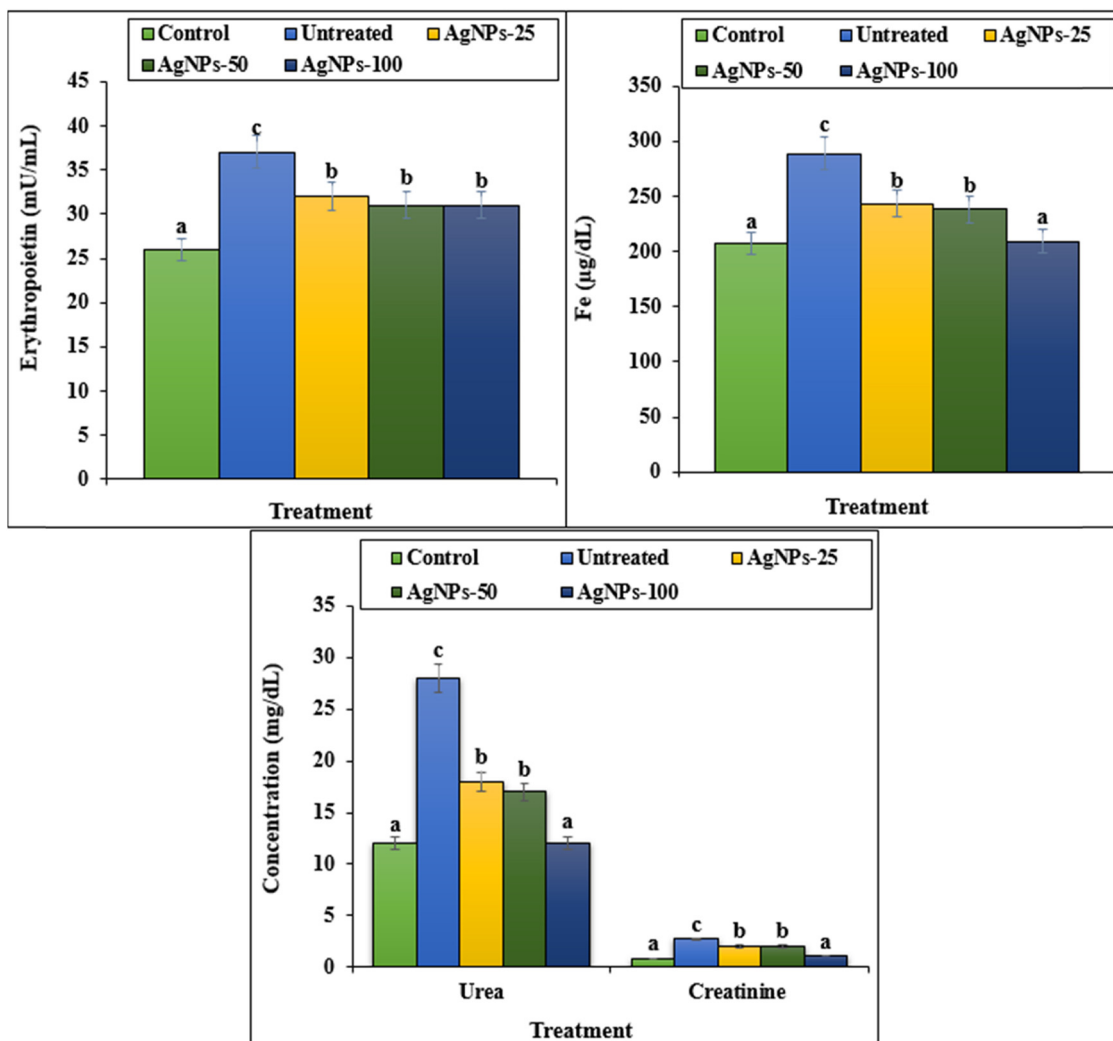 Control Untreated AgNPs-25
AgNPs-50 AgNPs-100
Erythropoietin (mU/mL)
45
40
35
30
25
20
15
10
5
0
a
c
b
b
b
Treatment
Control Untreated AgNPs-25
AgNPs-50 AgNPs-100
Fe (µg/dL)
350
300
250
200
150
100
50
0
a
c
b
b
a
Treatment
Control Untreated AgNPs-25
AgNPs-50 AgNPs-100
Concentration (mg/dL)
35
30
25
20
15
10
5
0
a
c
b
b
a
a
c
b
b
a
Urea Creatinine
Treatment